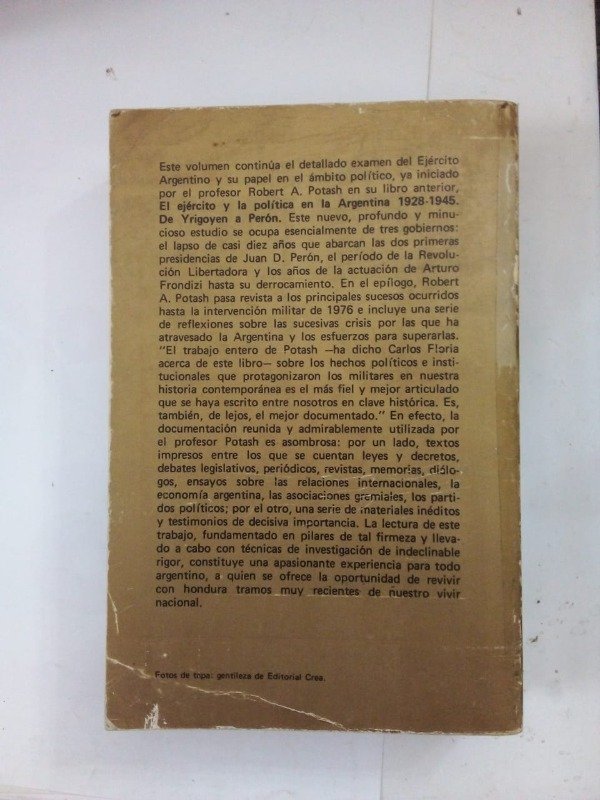 Este volumen continúa el detallado examen del Ejército
Argentino y su papel en el ámbito político, ya iniciado
por el profesor Robert A. Potash en su libro anterior,
El ejército y la política en la Argentina 1928-1945.
De Yrigoyen a Perón. Este nuevo, profundo y minu-
cioso estudio se ocupa esencialmente de tres gobiernos:
el lapso de casi diez años que abarcan las dos primeras
presidencias de Juan D. Perón, el período de la Revolu-
ción Libertadora y los años de la actuación de Arturo
Frondizi hasta su derrocamiento. En el epílogo, Robert
A. Potash pasa revista a los principales sucesos ocurridos
hasta la intervención militar de 1976 e incluye una serie
de reflexiones sobre las sucesivas crisis por las que ha
atravesado la Argentina y los esfuerzos para superarlas.
"El trabajo entero de Potash —ha dicho Carlos Floria
acerca de este libro— sobre los hechos políticos e insti-
tucionales que protagonizaron los militares en nuestra
historia contemporánea es el más fiel y mejor articulado
que se haya escrito entre nosotros en clave histórica. Es,
también, de lejos, el mejor documentado." En efecto, la
documentación reunida y admirablemente utilizada por
el profesor Potash es asombrosa: por un lado, textos
impresos entre los que se cuentan leyes y decretos,
debates legislativos, periódicos, revistas, memorias, diálo-
gos, ensayos sobre las relaciones internacionales, la
economía argentina, las asociaciones gremiales, los parti-
dos políticos; por el otro, una serie de materiales inéditos
y testimonios de decisiva importancia. La lectura de este
trabajo, fundamentado en pilares de tal firmeza y lleva-
do a cabo con técnicas de investigación de indeclinable
rigor, constituye una apasionante experiencia para todo
argentino, a quien se ofrece la oportunidad de revivir
con hondura tramos muy recientes de nuestro vivir
nacional.
Fotos de tapa: gentileza de Editorial Crea.